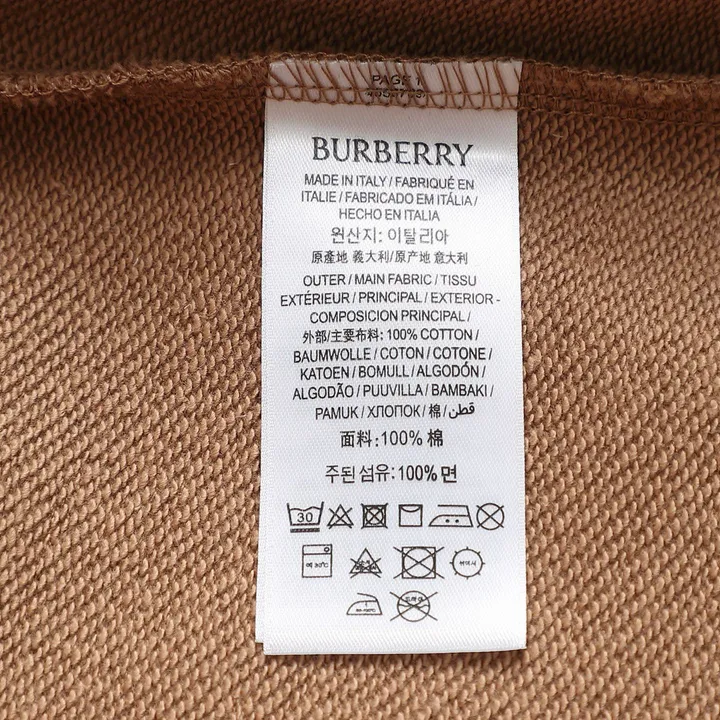 PAGE 1
BURBERRY
MADE IN ITALY / FABRIQUÉ EN
ITALIE / FABRICADO EM ITÁLIA /
HECHO EN ITALIA
원산지: 이탈리아
原產地 義大利/原产地 意大利
OUTER / MAIN FABRIC / TISSU
EXTÉRIEUR / PRINCIPAL / EXTERIOR -
COMPOSICION PRINCIPAL /
外部/主要布料: 100% COTTON /
BAUMWOLLE / COTON / COTONE /
KATOEN / BOMULL / ALGODÓN /
ALGODÃO / PUUVILLA / BAMBAKI /
PAMUK / ХЛОПОК / 棉 / قطن
面料:100% 棉
주된 섬유: 100% 면
30